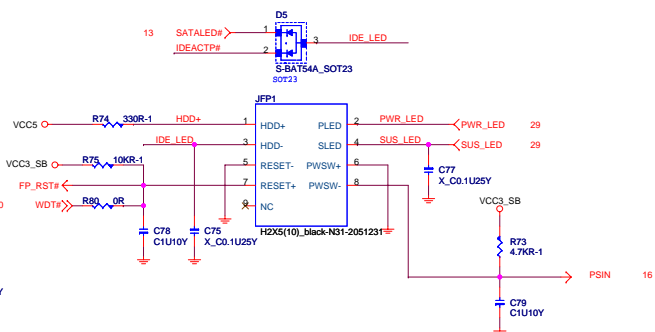 D5
13 SATALED# 1
3 IDE_LED
IDEACTP# 2
S-BAT54A_SOT23
SOT23
JFP1
VCC5 R74 330R-1 HDD+ 1 HDD+ PLED 2 PWR_LED PWR_LED 29
IDE_LED 3 HDD- SLED 4 SUS_LED SUS_LED 29
VCC3_SB R75 10KR-1 5 RESET- PWSW+ 6
C77
X_C0.1U25Y
FP_RST# 7 RESET+ PWSW- 8
0 WDT# R80 0R 9 NC
VCC3_SB
C78
C1U10Y
C75
X_C0.1U25Y
H2X5(10)_black-N31-2051231
R73
4.7KR-1
PSIN 16
Y
C79
C1U10Y